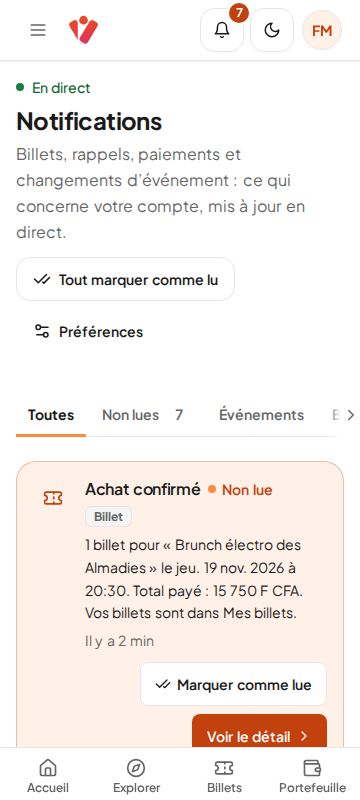 7
FM
En direct
Notifications
Billets, rappels, paiements et
changements d’événement : ce qui
concerne votre compte, mis à jour en
direct.
Tout marquer comme lu
Préférences
Toutes Non lues 7 Événements
Achat confirmé Non lue
Billet
1 billet pour « Brunch électro des
Almadies » le jeu. 19 nov. 2026 à
20:30. Total payé : 15 750 F CFA.
Vos billets sont dans Mes billets.
Il y a 2 min
Marquer comme lue
Voir le détail
Accueil Explorer Billets Portefeuille